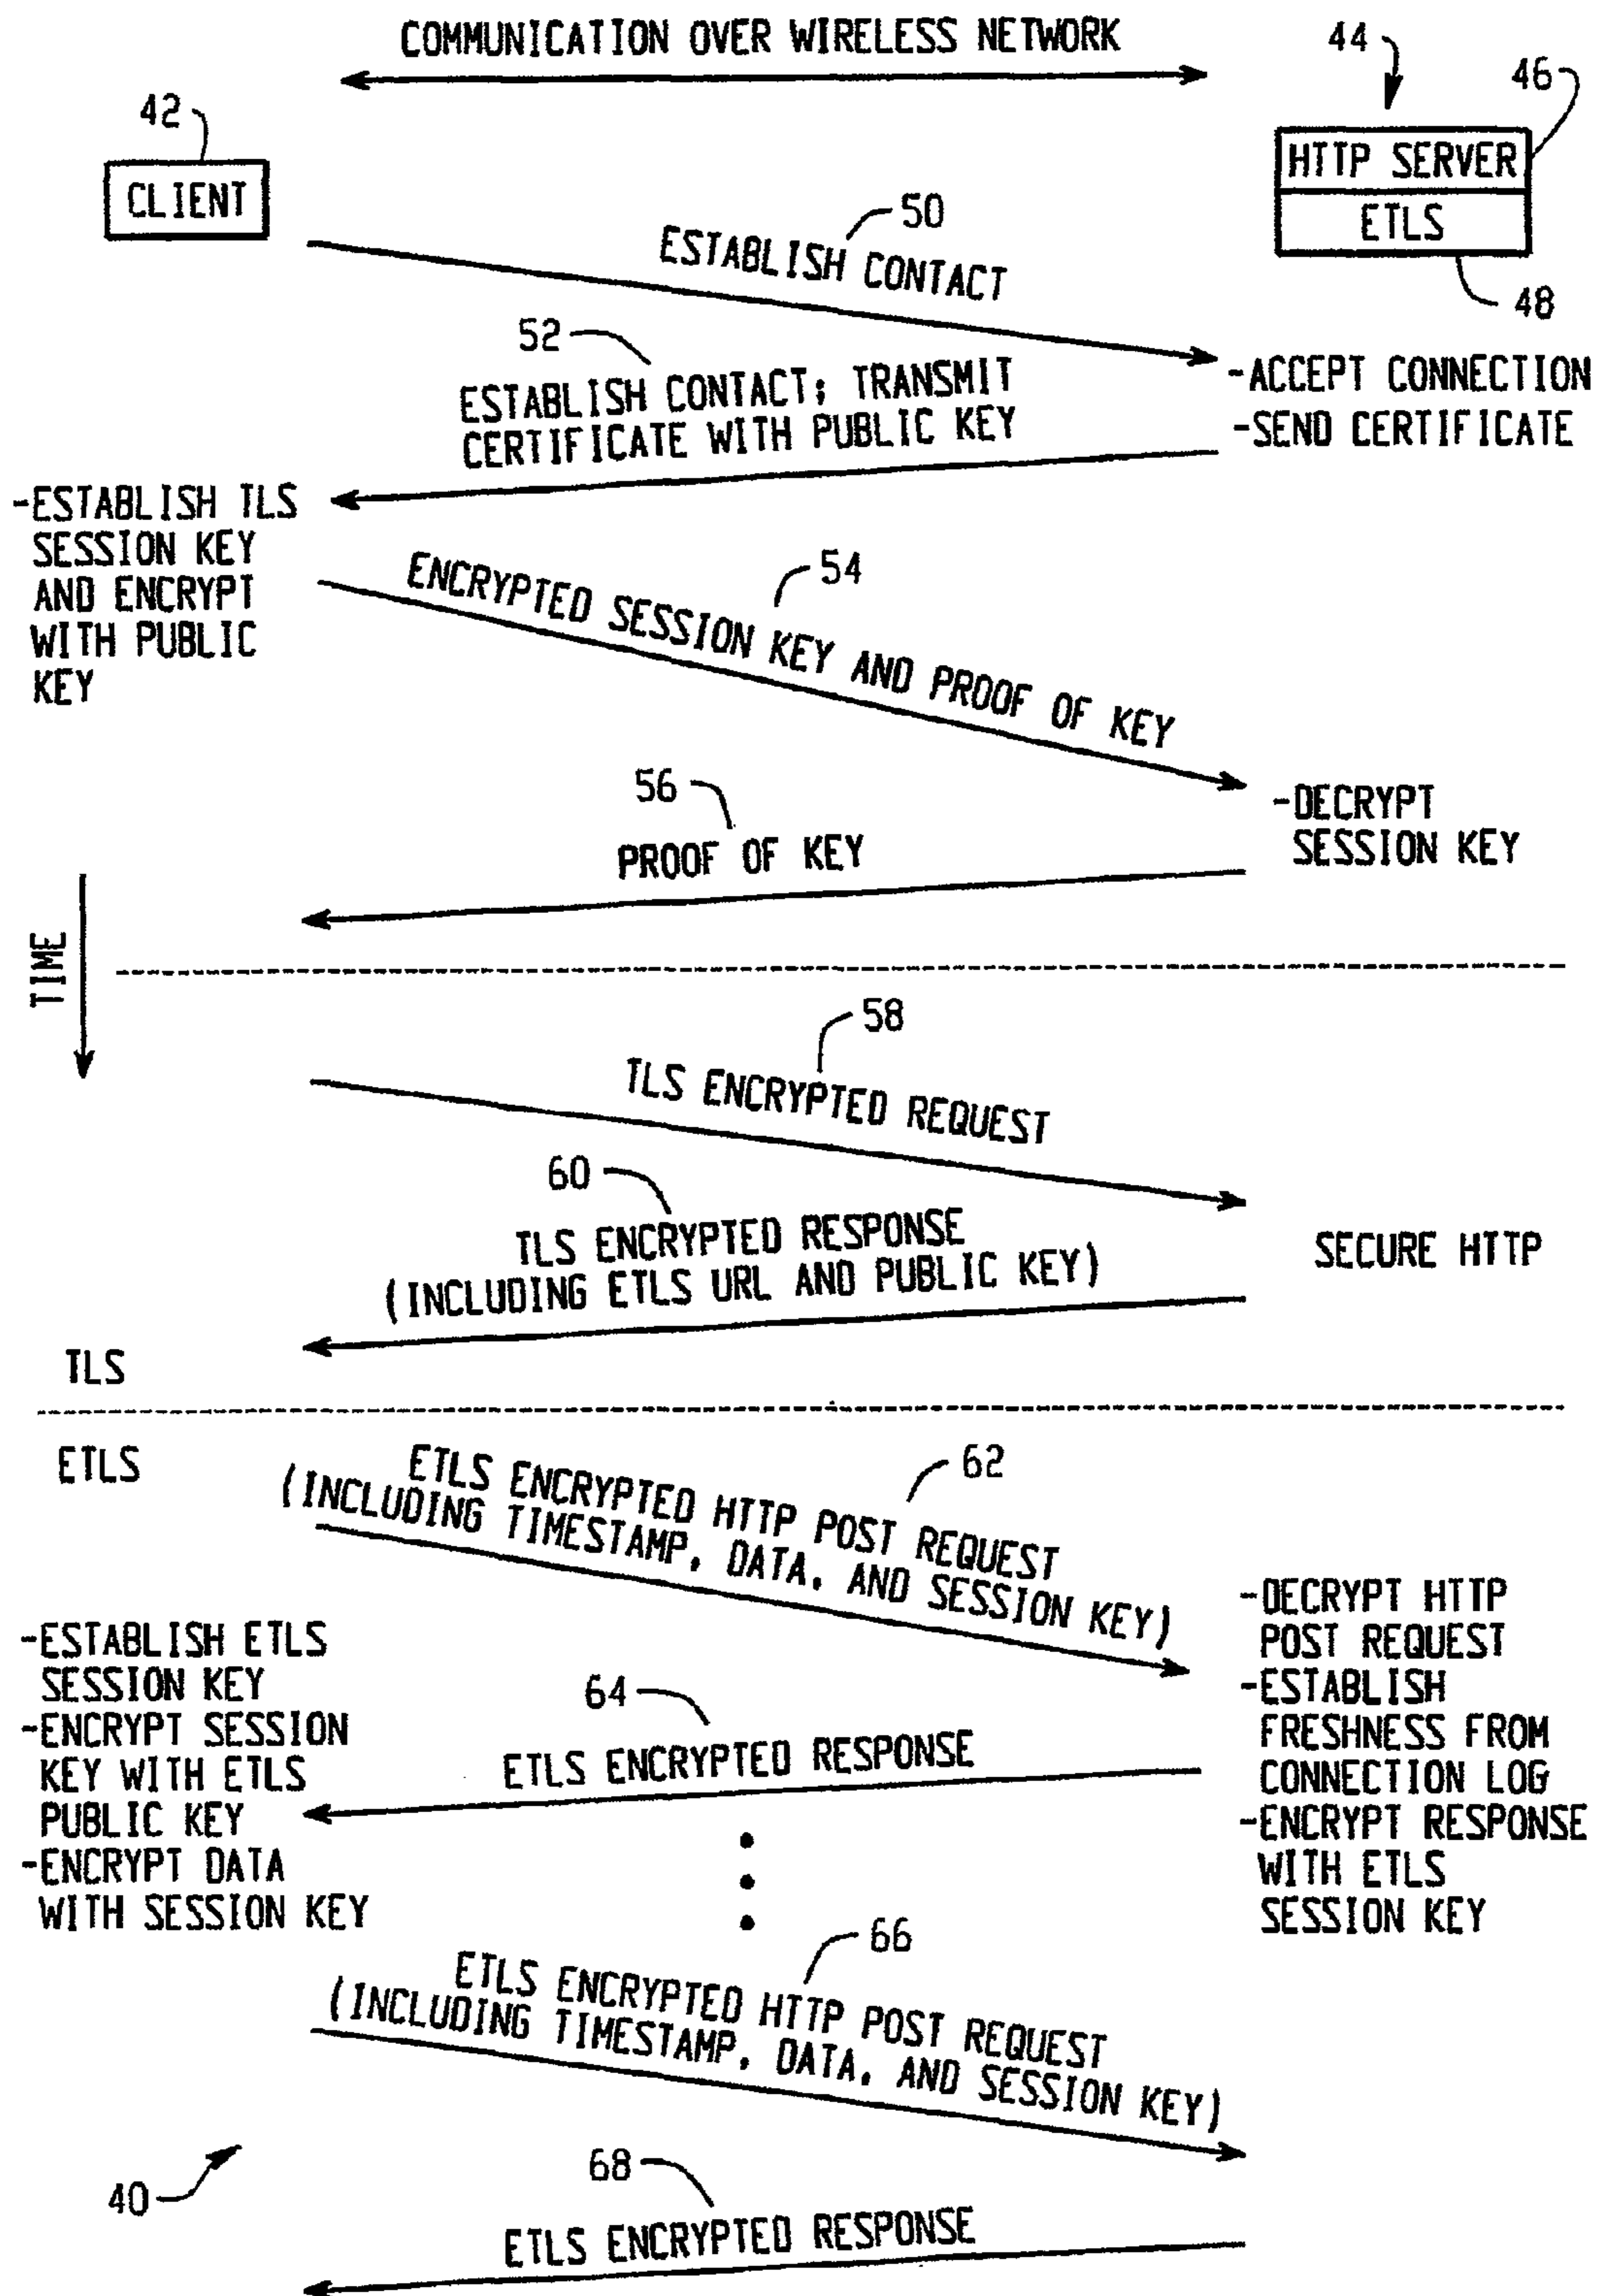 COMMUNICATION OVER WIRELESS NETWORK
44
46
42
CLIENT
HTTP SERVER
ETLS
48
50
ESTABLISH CONTACT
52
ESTABLISH CONTACT; TRANSMIT
CERTIFICATE WITH PUBLIC KEY
-ACCEPT CONNECTION
-SEND CERTIFICATE
-ESTABLISH TLS
SESSION KEY
AND ENCRYPT
WITH PUBLIC
KEY
54
ENCRYPTED SESSION KEY AND PROOF OF KEY
56
PROOF OF KEY
-DECRYPT
SESSION KEY
TIME
58
TLS ENCRYPTED REQUEST
60
TLS ENCRYPTED RESPONSE
(INCLUDING ETLS URL AND PUBLIC KEY)
SECURE HTTP
TLS
ETLS
62
ETLS ENCRYPTED HTTP POST REQUEST
(INCLUDING TIMESTAMP, DATA, AND SESSION KEY)
-ESTABLISH ETLS
SESSION KEY
-ENCRYPT SESSION
KEY WITH ETLS
PUBLIC KEY
-ENCRYPT DATA
WITH SESSION KEY
-DECRYPT HTTP
POST REQUEST
-ESTABLISH
FRESHNESS FROM
CONNECTION LOG
-ENCRYPT RESPONSE
WITH ETLS
SESSION KEY
64
ETLS ENCRYPTED RESPONSE
66
ETLS ENCRYPTED HTTP POST REQUEST
(INCLUDING TIMESTAMP, DATA, AND SESSION KEY)
40
68
ETLS ENCRYPTED RESPONSE